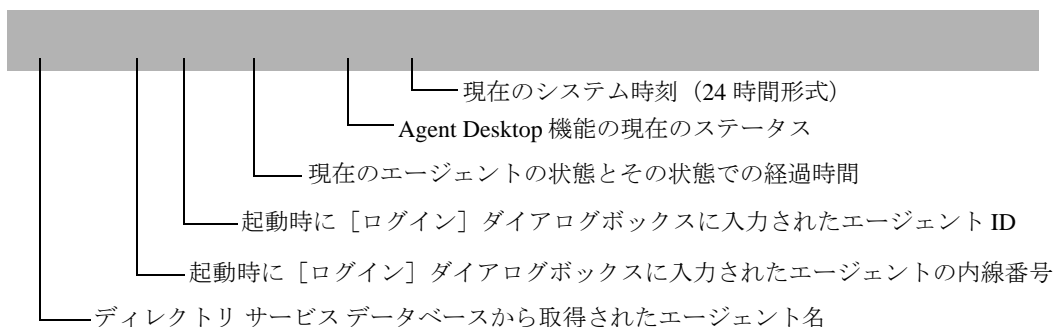 現在のシステム時刻（24 時間形式）
Agent Desktop 機能の現在のステータス
現在のエージェントの状態とその状態での経過時間
起動時に［ログイン］ダイアログボックスに入力されたエージェント ID
起動時に［ログイン］ダイアログボックスに入力されたエージェントの内線番号
ディレクトリ サービス データベースから取得されたエージェント名